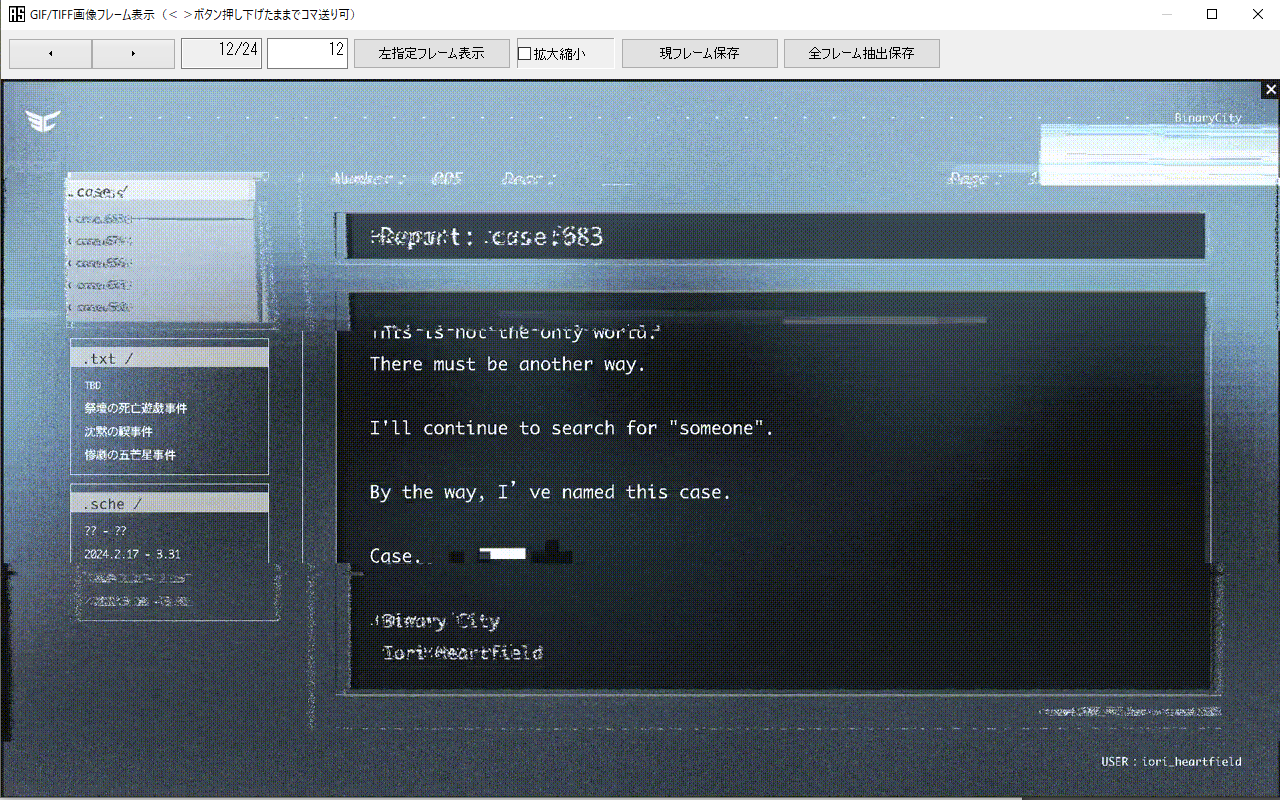 GIF/TIFF画像フレーム表示（< >ボタン押し下げたままでコマ送り可）
12/24
12
左指定フレーム表示
拡大縮小
現フレーム保存
全フレーム抽出保存
BinaryCity
Number : 005 Dear :
Page :
.case /
Report: case:683
This is not the only world."
There must be another way.
I'll continue to search for "someone".
By the way, I’ve named this case.
Case.
Binary City
Iori Heartfield
.txt /
TBD
祭壇の死亡遊戯事件
沈黙の禊事件
惨劇の五芒星事件
.sche /
?? - ??
2024.2.17 - 3.31
USER : iori_heartfield